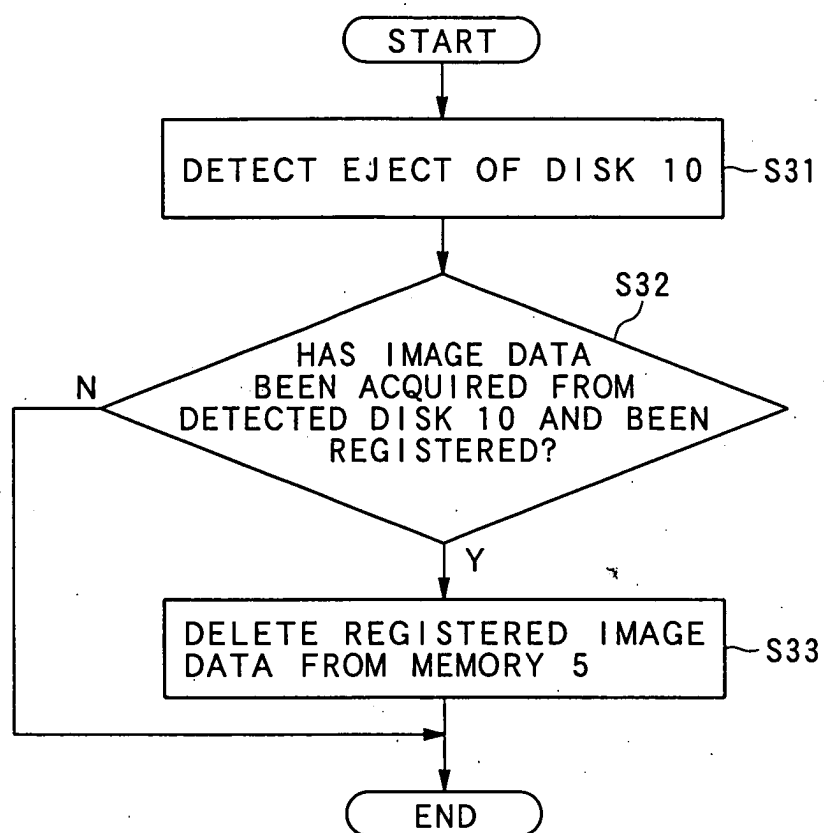 START
DETECT EJECT OF DISK 10
S31
S32
HAS IMAGE DATA
BEEN ACQUIRED FROM
DETECTED DISK 10 AND BEEN
REGISTERED?
N
Y
DELETE REGISTERED IMAGE
DATA FROM MEMORY 5
S33
END